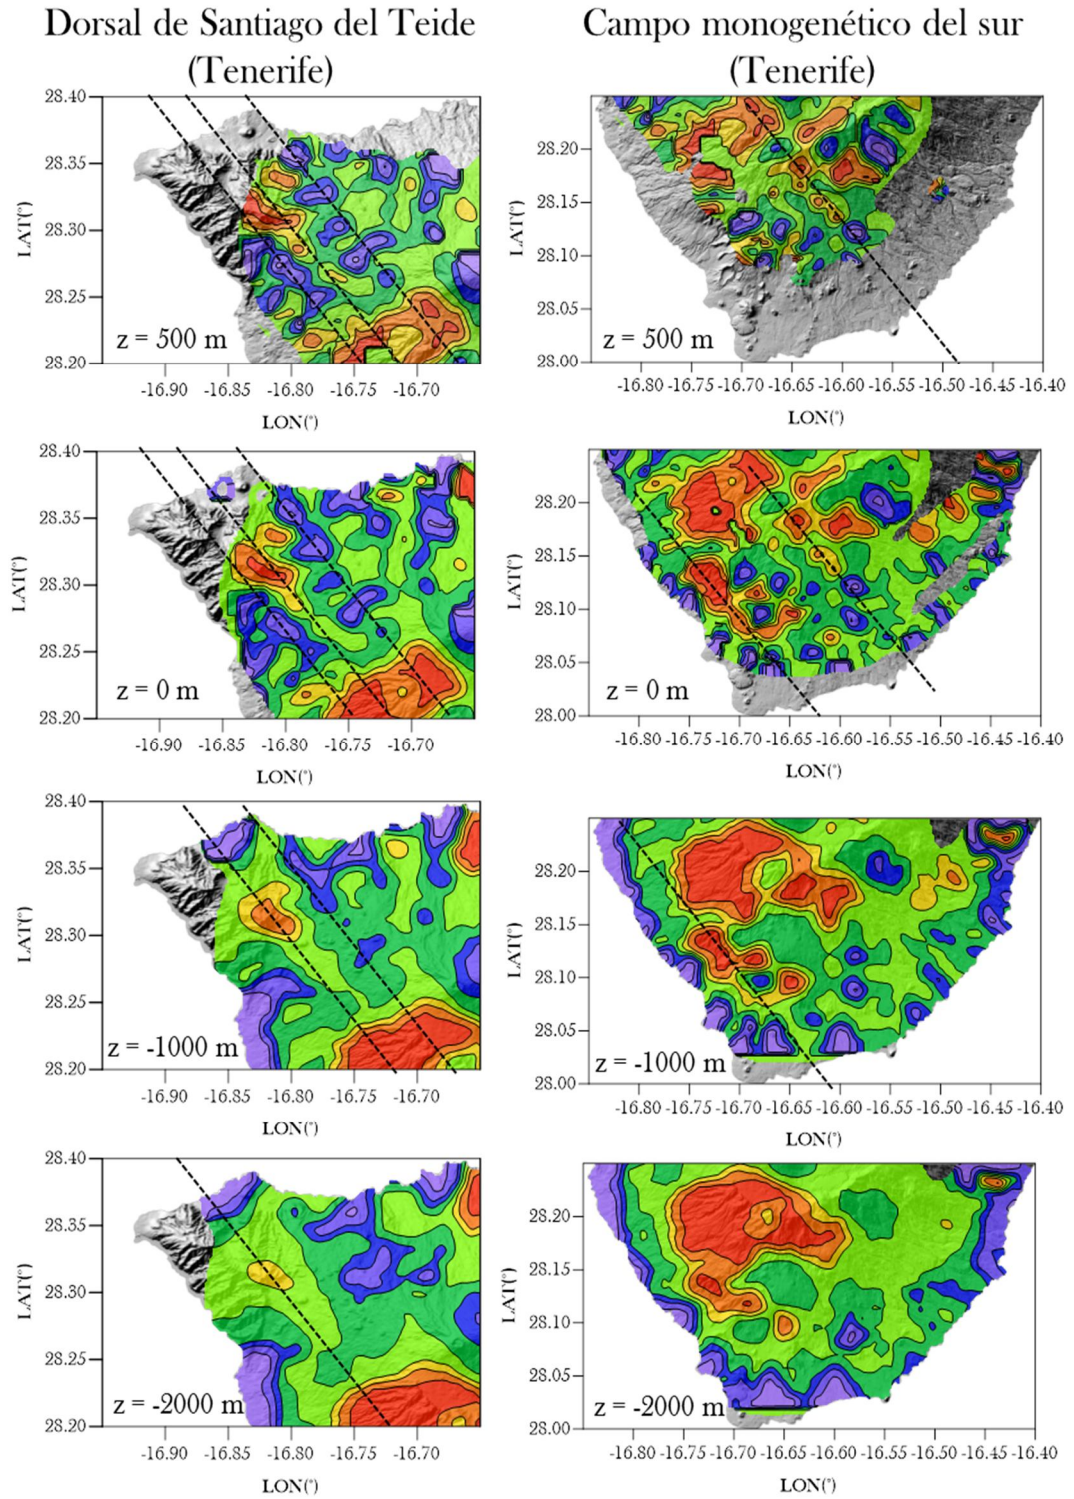 Dorsal de Santiago del Teide
(Tenerife)
Campo monogenético del sur
(Tenerife)
28.40
28.35
28.30
28.25
28.20
LAT(°)
z = 500 m
-16.90 -16.85 -16.80 -16.75 -16.70
LON(°)
28.20
28.15
28.10
28.05
28.00
LAT(°)
z = 500 m
-16.80 -16.75 -16.70 -16.65 -16.60 -16.55 -16.50 -16.45 -16.40
LON(°)
28.40
28.35
28.30
28.25
28.20
LAT(°)
z = 0 m
-16.90 -16.85 -16.80 -16.75 -16.70
LON(°)
28.20
28.15
28.10
28.05
28.00
LAT(°)
z = 0 m
-16.80 -16.75 -16.70 -16.65 -16.60 -16.55 -16.50 -16.45 -16.40
LON(°)
28.40
28.35
28.30
28.25
28.20
LAT(°)
z = -1000 m
-16.90 -16.85 -16.80 -16.75 -16.70
LON(°)
28.20
28.15
28.10
28.05
28.00
LAT(°)
z = -1000 m
-16.80 -16.75 -16.70 -16.65 -16.60 -16.55 -16.50 -16.45 -16.40
LON(°)
28.40
28.35
28.30
28.25
28.20
LAT(°)
z = -2000 m
-16.90 -16.85 -16.80 -16.75 -16.70
LON(°)
28.20
28.15
28.10
28.05
28.00
LAT(°)
z = -2000 m
-16.80 -16.75 -16.70 -16.65 -16.60 -16.55 -16.50 -16.45 -16.40
LON(°)